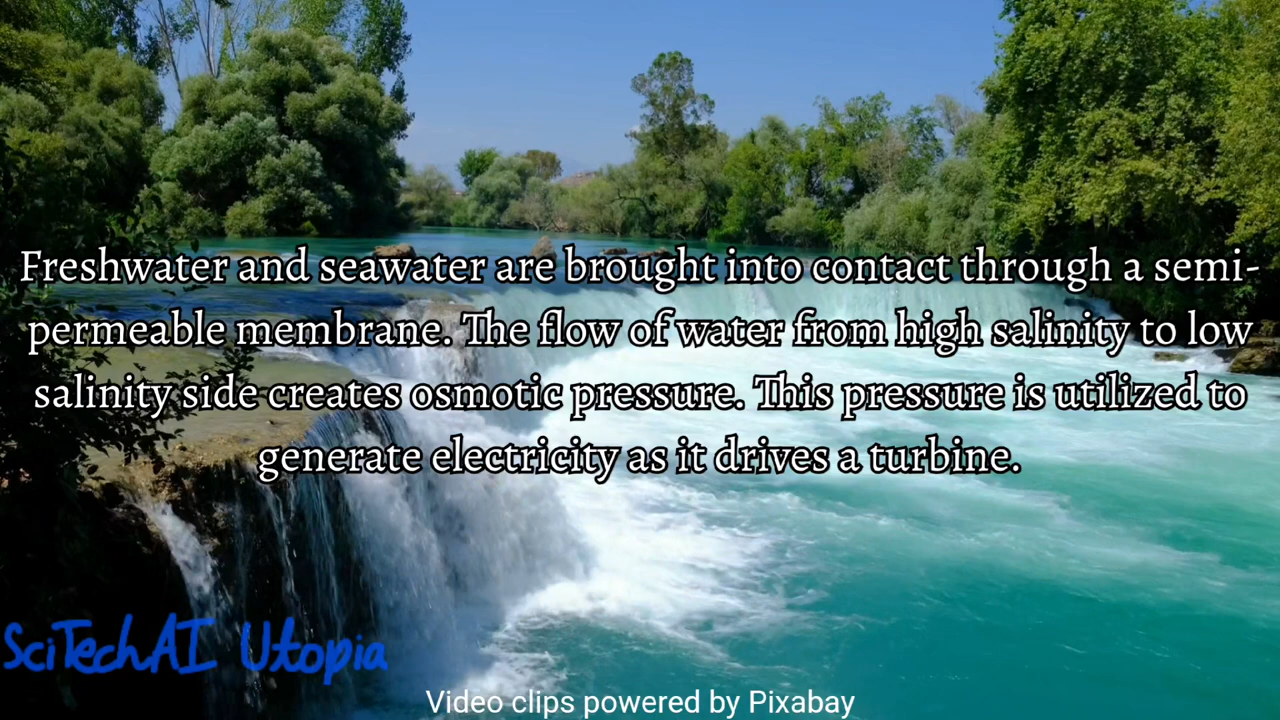 Freshwater and seawater are brought into contact through a semi-
permeable membrane. The flow of water from high salinity to low
salinity side creates osmotic pressure. This pressure is utilized to
generate electricity as it drives a turbine.
SciTechAI Utopia
Video clips powered by Pixabay